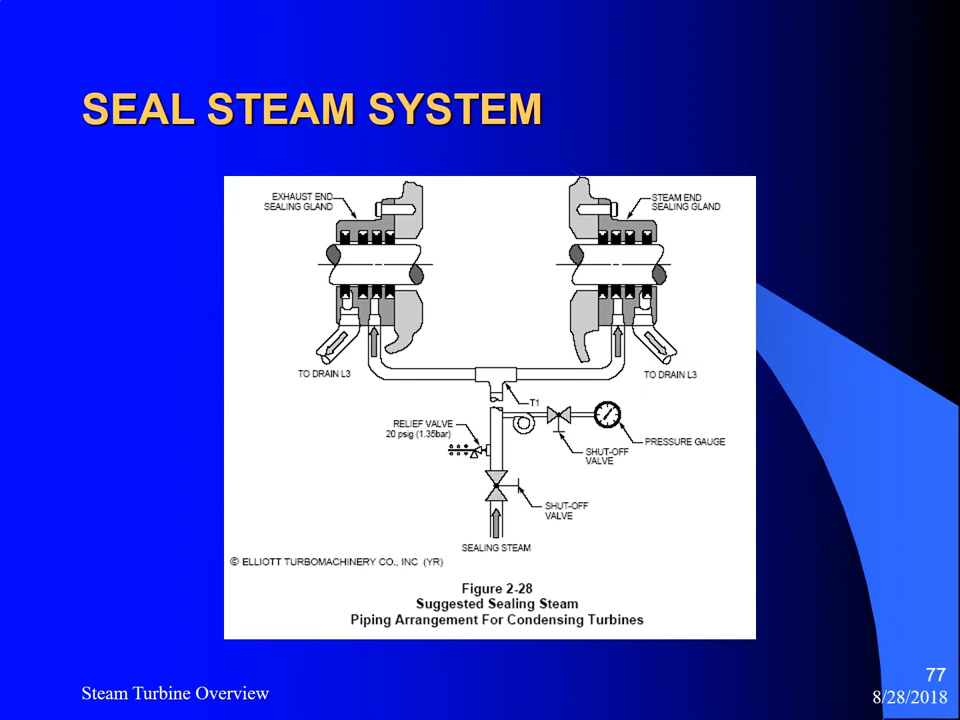 SEAL STEAM SYSTEM
EXHAUST END
SEALING GLAND
STEAM END
SEALING GLAND
TO DRAIN L3
TO DRAIN L3
T1
RELIEF VALVE
20 psig (1.35bar)
PRESSURE GAUGE
SHUT-OFF
VALVE
SHUT-OFF
VALVE
SEALING STEAM
© ELLIOTT TURBOMACHINERY CO., INC (YR)
Figure 2-28
Suggested Sealing Steam
Piping Arrangement For Condensing Turbines
77
Steam Turbine Overview
8/28/2018